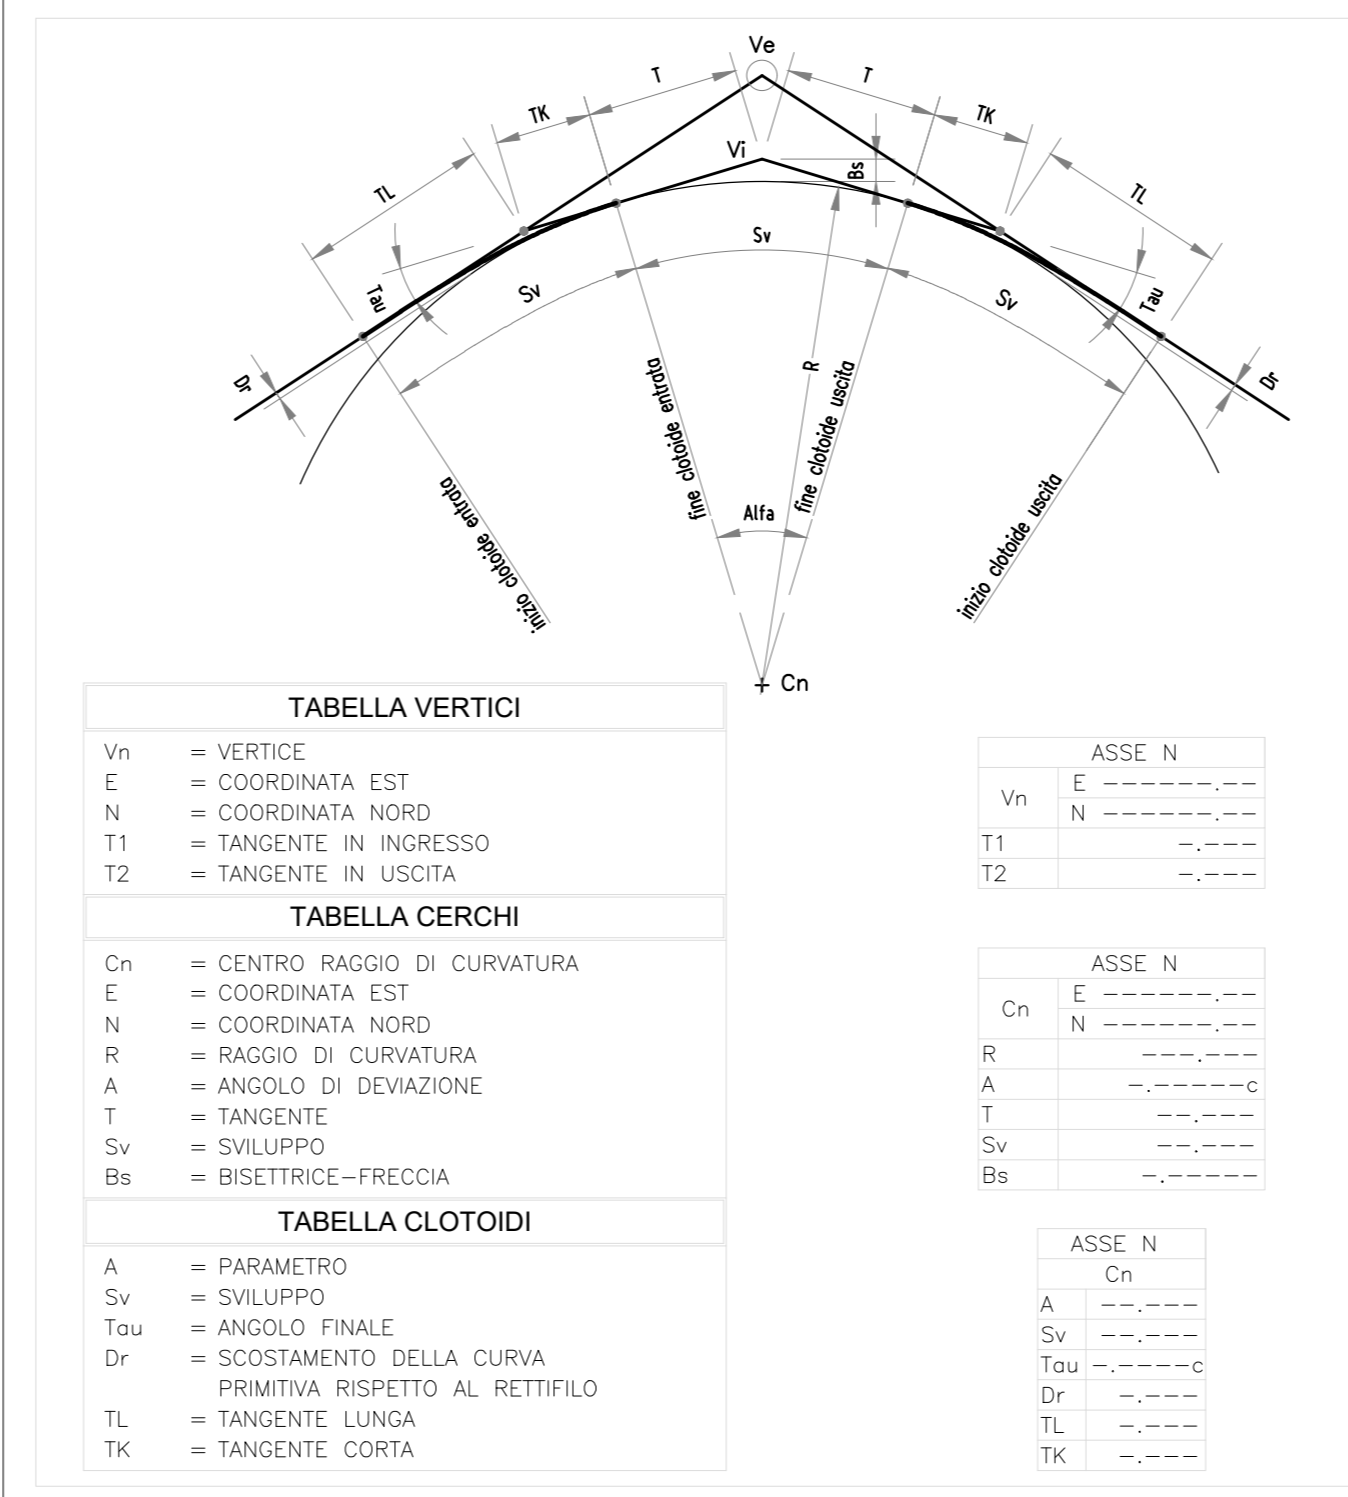 Ve
T
T
TK
TK
Vi
Bs
TL
TL
Sv
Sv
Sv
Tau
Tau
R
Dr
Dr
fine clotoide entrata
fine clotoide uscita
inizio clotoide entrata
inizio clotoide uscita
Alfa
Cn
TABELLA VERTICI
Vn = VERTICE
E = COORDINATA EST
N = COORDINATA NORD
T1 = TANGENTE IN INGRESSO
T2 = TANGENTE IN USCITA
ASSE N
Vn
E ------.--
N ------.--
T1 -.---
T2 -.---
TABELLA CERCHI
Cn = CENTRO RAGGIO DI CURVATURA
E = COORDINATA EST
N = COORDINATA NORD
R = RAGGIO DI CURVATURA
A = ANGOLO DI DEVIAZIONE
T = TANGENTE
Sv = SVILUPPO
Bs = BISETTRICE-FRECCIA
ASSE N
Cn
E ------.--
N ------.--
R ---.---
A -.-----c
T --.---
Sv --.---
Bs -.-----
TABELLA CLOTOIDI
A = PARAMETRO
Sv = SVILUPPO
Tau = ANGOLO FINALE
Dr = SCOSTAMENTO DELLA CURVA
PRIMITIVA RISPETTO AL RETTIFILO
TL = TANGENTE LUNGA
TK = TANGENTE CORTA
ASSE N
Cn
A --.---
Sv --.---
Tau -.----c
Dr -.---
TL -.---
TK -.---